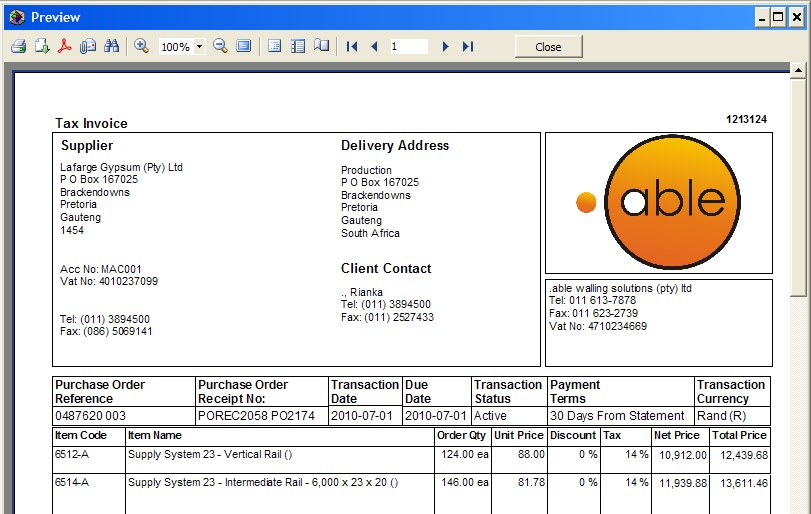 Preview
100%
1
Close
1213124
Tax Invoice
Supplier
Lafarge Gypsum (Pty) Ltd
P O Box 167025
Brackendowns
Pretoria
Gauteng
1454
Acc No: MAC001
Vat No: 4010237099
Tel: (011) 3894500
Fax: (086) 5069141
Delivery Address
Production
P O Box 167025
Brackendowns
Pretoria
Gauteng
South Africa
Client Contact
., Rianka
Tel: (011) 3894500
Fax: (011) 2527433
able
.able walling solutions (pty) ltd
Tel: 011 613-7878
Fax: 011 623-2739
Vat No: 4710234669
Purchase Order Reference Purchase Order Receipt No: Transaction Date Due Date Transaction Status Payment Terms Transaction Currency
0487620 003 POREC2058 PO2174 2010-07-01 2010-07-01 Active 30 Days From Statement Rand (R)
Item Code Item Name Order Qty Unit Price Discount Tax Net Price Total Price
6512-A Supply System 23 - Vertical Rail () 124.00 ea 88.00 0 % 14 % 10,912.00 12,439.68
6514-A Supply System 23 - Intermediate Rail - 6,000 x 23 x 20 () 146.00 ea 81.78 0 % 14 % 11,939.88 13,611.46